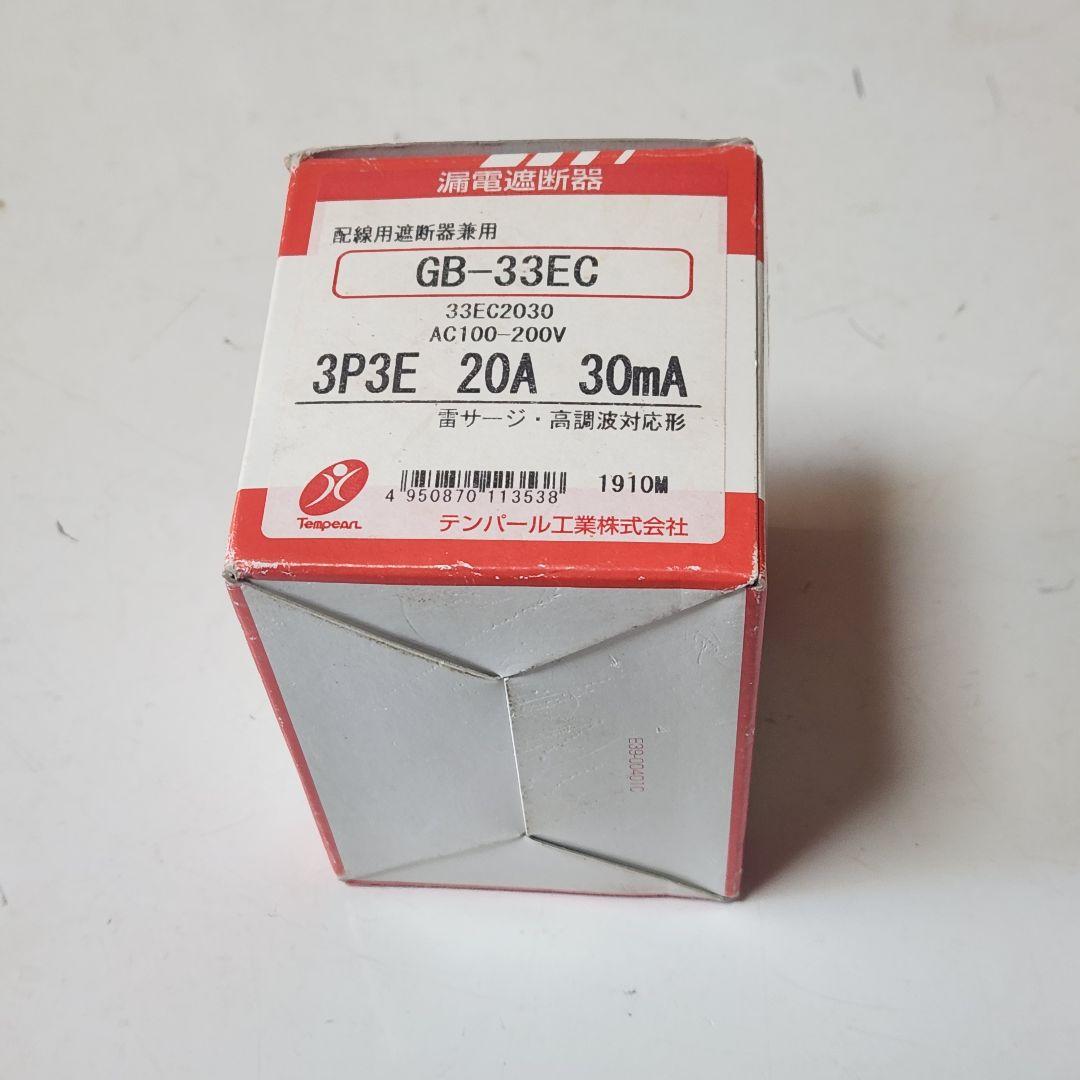 漏電遮断器
配線用遮断器兼用
GB-33EC
33EC2030
AC100-200V
3P3E 20A 30mA
雷サージ・高調波対応形
4 950870 113538
1910M
Tempearl
テンパール工業株式会社
E39-00401C